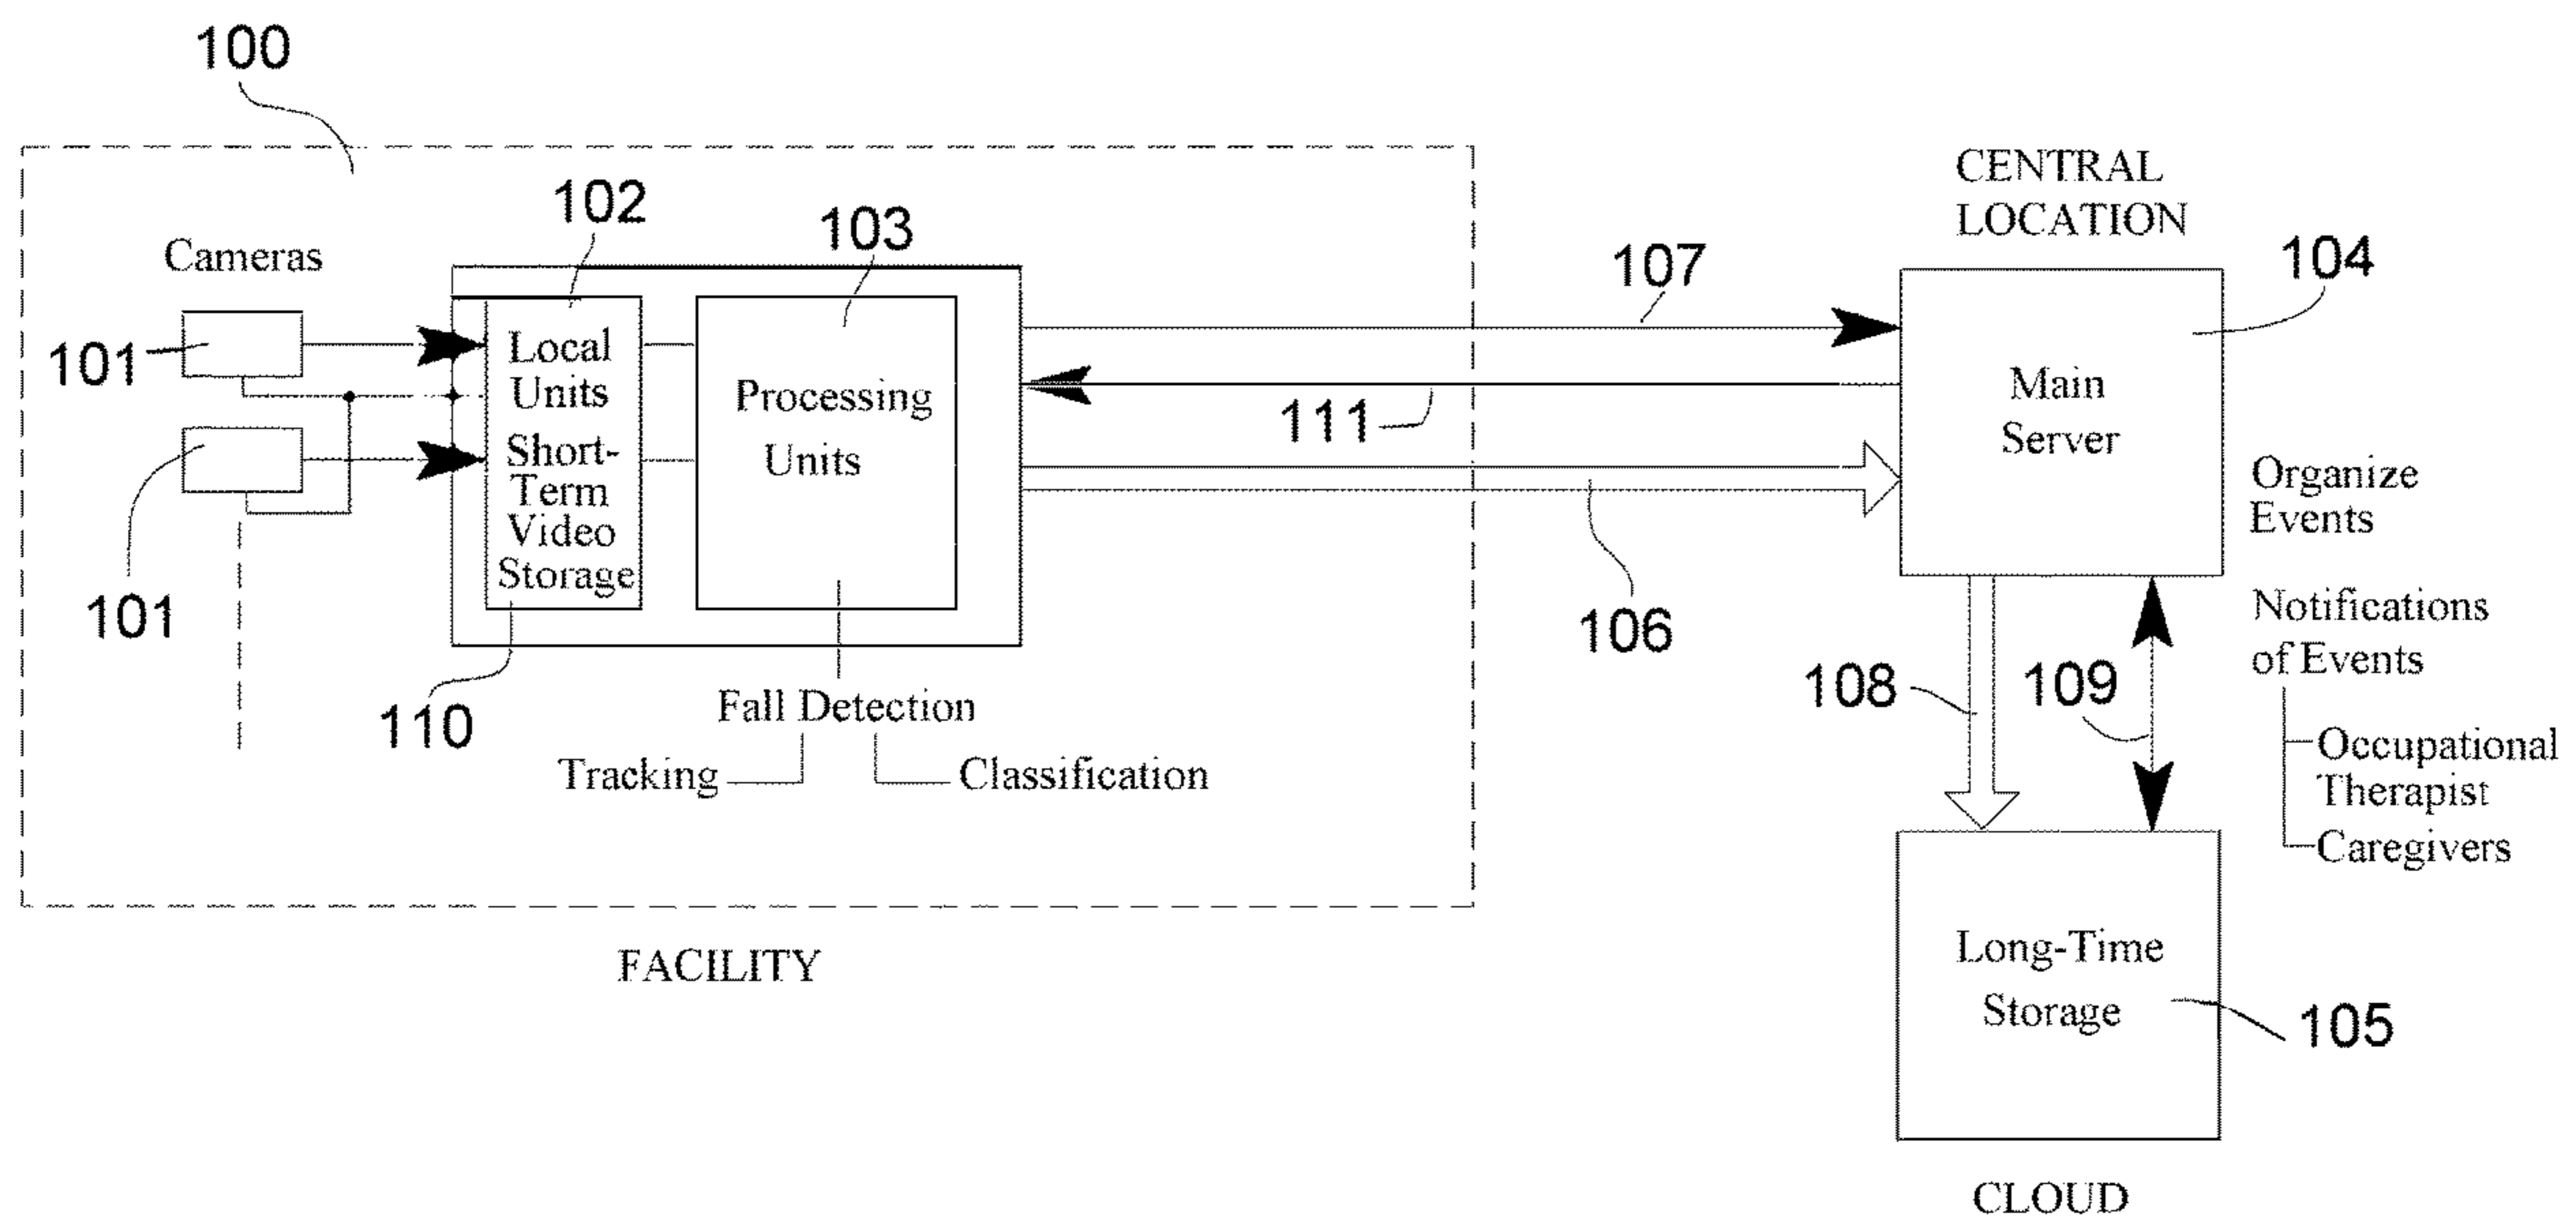 100
CENTRAL
LOCATION
102
103
Cameras
107
104
101
Local
Units
Short-
Term
Video
Storage
Processing
Units
111
Main
Server
Organize
Events
101
106
Notifications
of Events
108
109
110
Fall Detection
Tracking
Classification
Occupational
Therapist
Caregivers
FACILITY
Long-Time
Storage
105
CLOUD